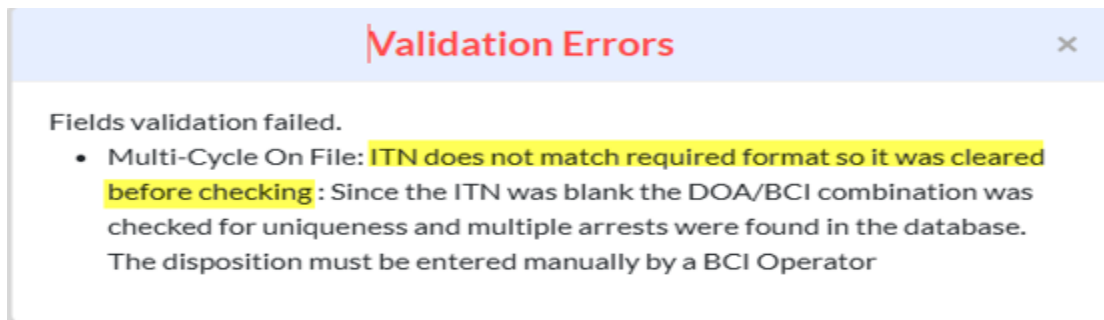 Validation Errors
×
Fields validation failed.
• Multi-Cycle On File: ITN does not match required format so it was cleared
before checking : Since the ITN was blank the DOA/BCI combination was
checked for uniqueness and multiple arrests were found in the database.
The disposition must be entered manually by a BCI Operator